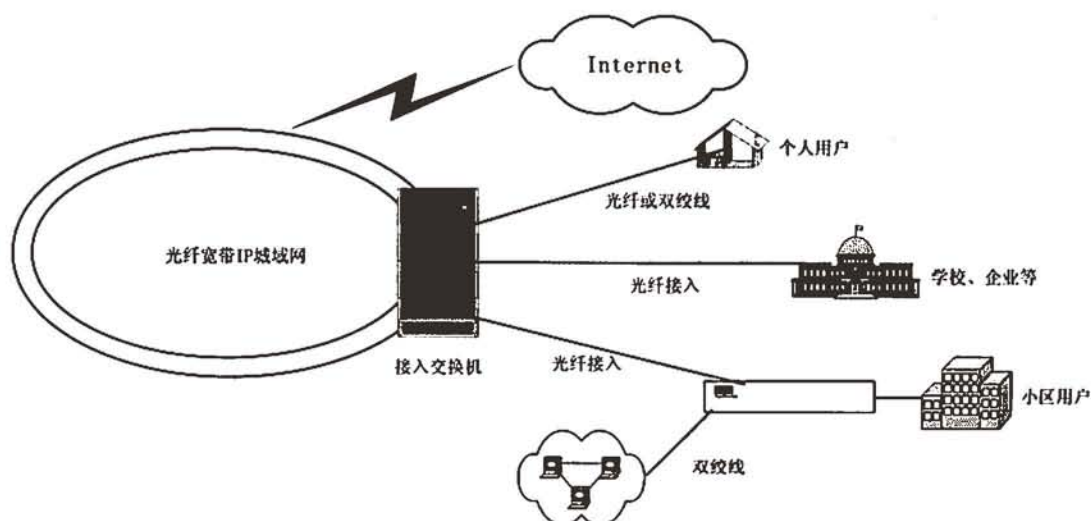 Internet
个人用户
光纤或双绞线
光纤宽带IP城域网
光纤接入
学校、企业等
接入交换机
光纤接入
小区用户
双绞线